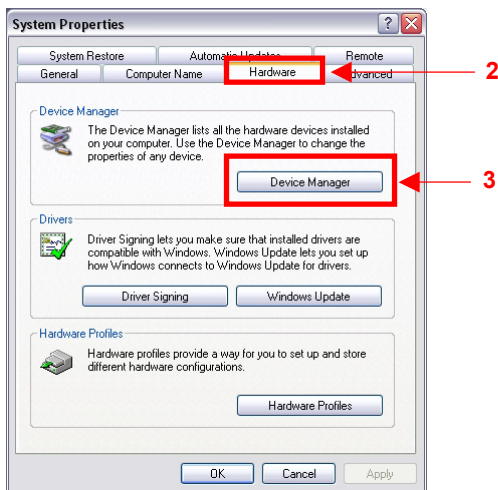 System Properties
System Restore Automatic Updates Remote
General Computer Name Hardware Advanced
2
Device Manager
The Device Manager lists all the hardware devices installed
on your computer. Use the Device Manager to change the
properties of any device.
Device Manager
3
Drivers
Driver Signing lets you make sure that installed drivers are
compatible with Windows. Windows Update lets you set up
how Windows connects to Windows Update for drivers.
Driver Signing Windows Update
Hardware Profiles
Hardware profiles provide a way for you to set up and store
different hardware configurations.
Hardware Profiles
OK Cancel Apply